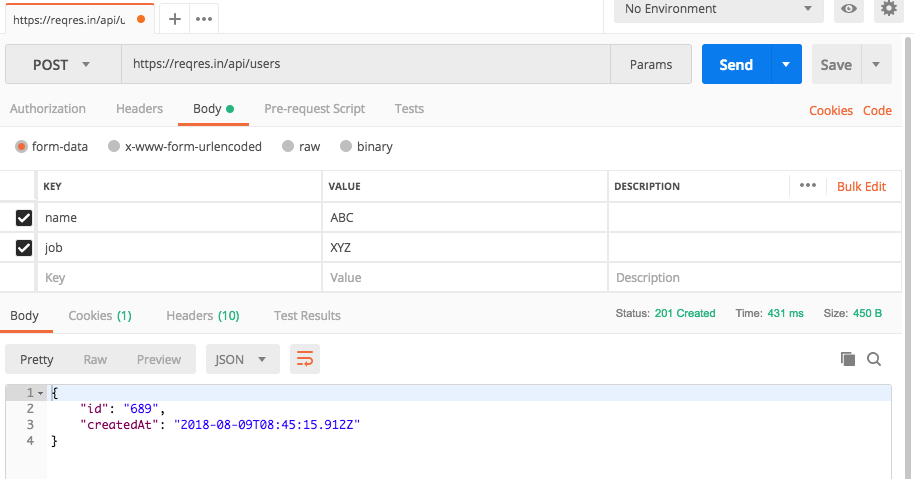 https://reqres.in/api/u
No Environment
POST
https://reqres.in/api/users
Params
Send
Save
Authorization Headers Body Pre-request Script Tests
Cookies Code
form-data x-www-form-urlencoded raw binary
KEY VALUE DESCRIPTION ••• Bulk Edit
name ABC
job XYZ
Key Value Description
Body Cookies (1) Headers (10) Test Results Status: 201 Created Time: 431 ms Size: 450 B
Pretty Raw Preview JSON
1 {
2 "id": "689",
3 "createdAt": "2018-08-09T08:45:15.912Z"
4 }